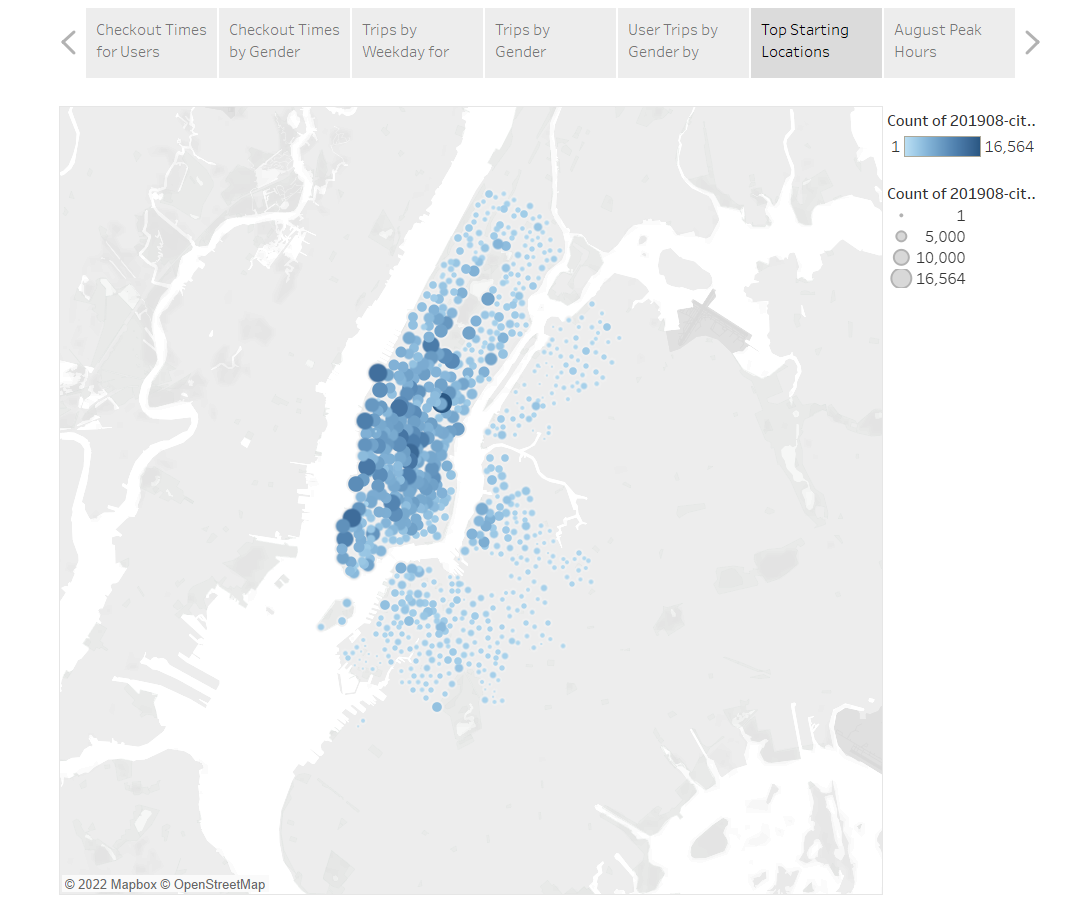 Checkout Times
for Users
Checkout Times
by Gender
Trips by
Weekday for
Trips by
Gender
User Trips by
Gender by
Top Starting
Locations
August Peak
Hours
Count of 201908-cit..
1 16,564
Count of 201908-cit..
1
5,000
10,000
16,564
© 2022 Mapbox © OpenStreetMap